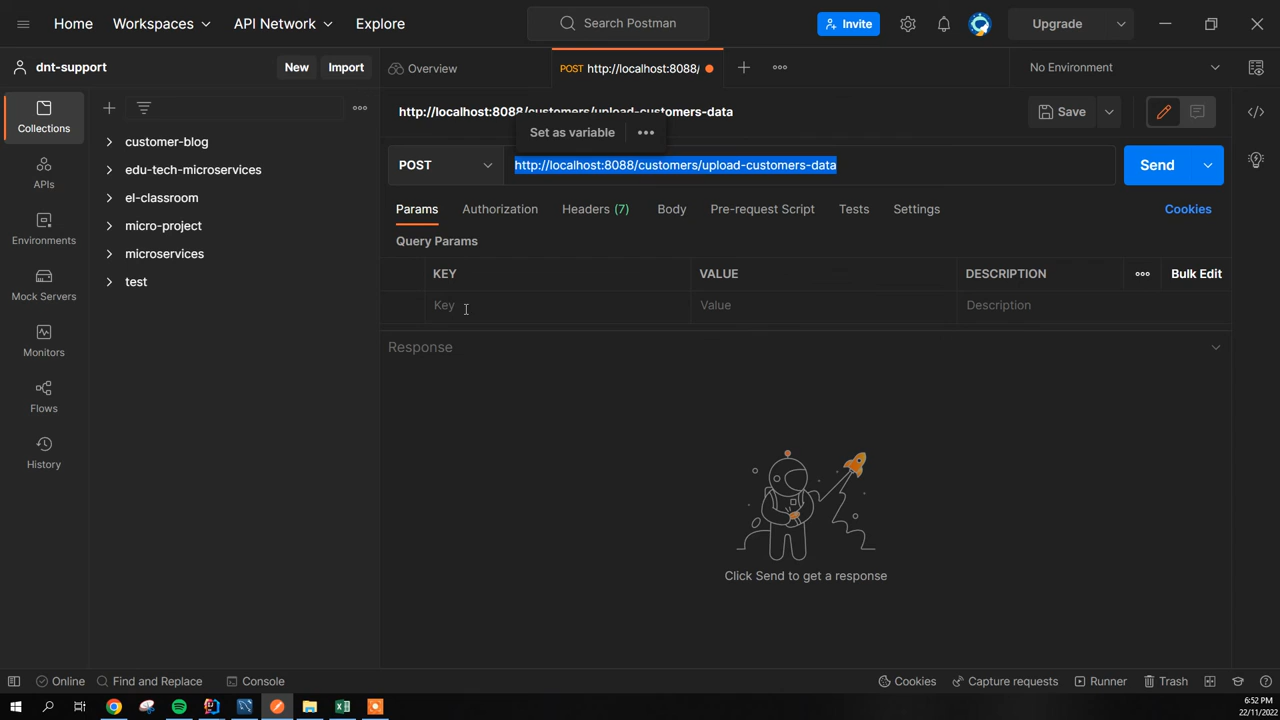 Home Workspaces API Network Explore Search Postman Invite Upgrade
dnt-support New Import Overview POST http://localhost:8088/ No Environment
Collections
APIs
Environments
Mock Servers
Monitors
Flows
History
customer-blog
edu-tech-microservices
el-classroom
micro-project
microservices
test
http://localhost:8088/customers/upload-customers-data Save
Set as variable
POST http://localhost:8088/customers/upload-customers-data Send
Params Authorization Headers (7) Body Pre-request Script Tests Settings Cookies
Query Params
KEY VALUE DESCRIPTION Bulk Edit
Key Value Description
Response
Click Send to get a response
Online Find and Replace Console Cookies Capture requests Runner Trash
6:52 PM
22/11/2022